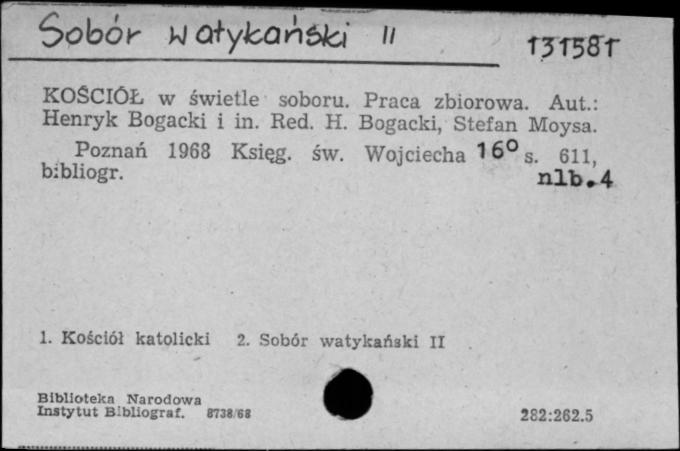 Sobór watykański II
131581
KOŚCIÓŁ w świetle soboru. Praca zbiorowa. Aut.:
Henryk Bogacki i in. Red. H. Bogacki, Stefan Moysa.
Poznań 1968 Księg. św. Wojciecha 16° s. 611,
bibliogr. nlb.4
1. Kościół katolicki 2. Sobór watykański II
Biblioteka Narodowa
Instytut Bibliograf. 8738/68
282:262.5